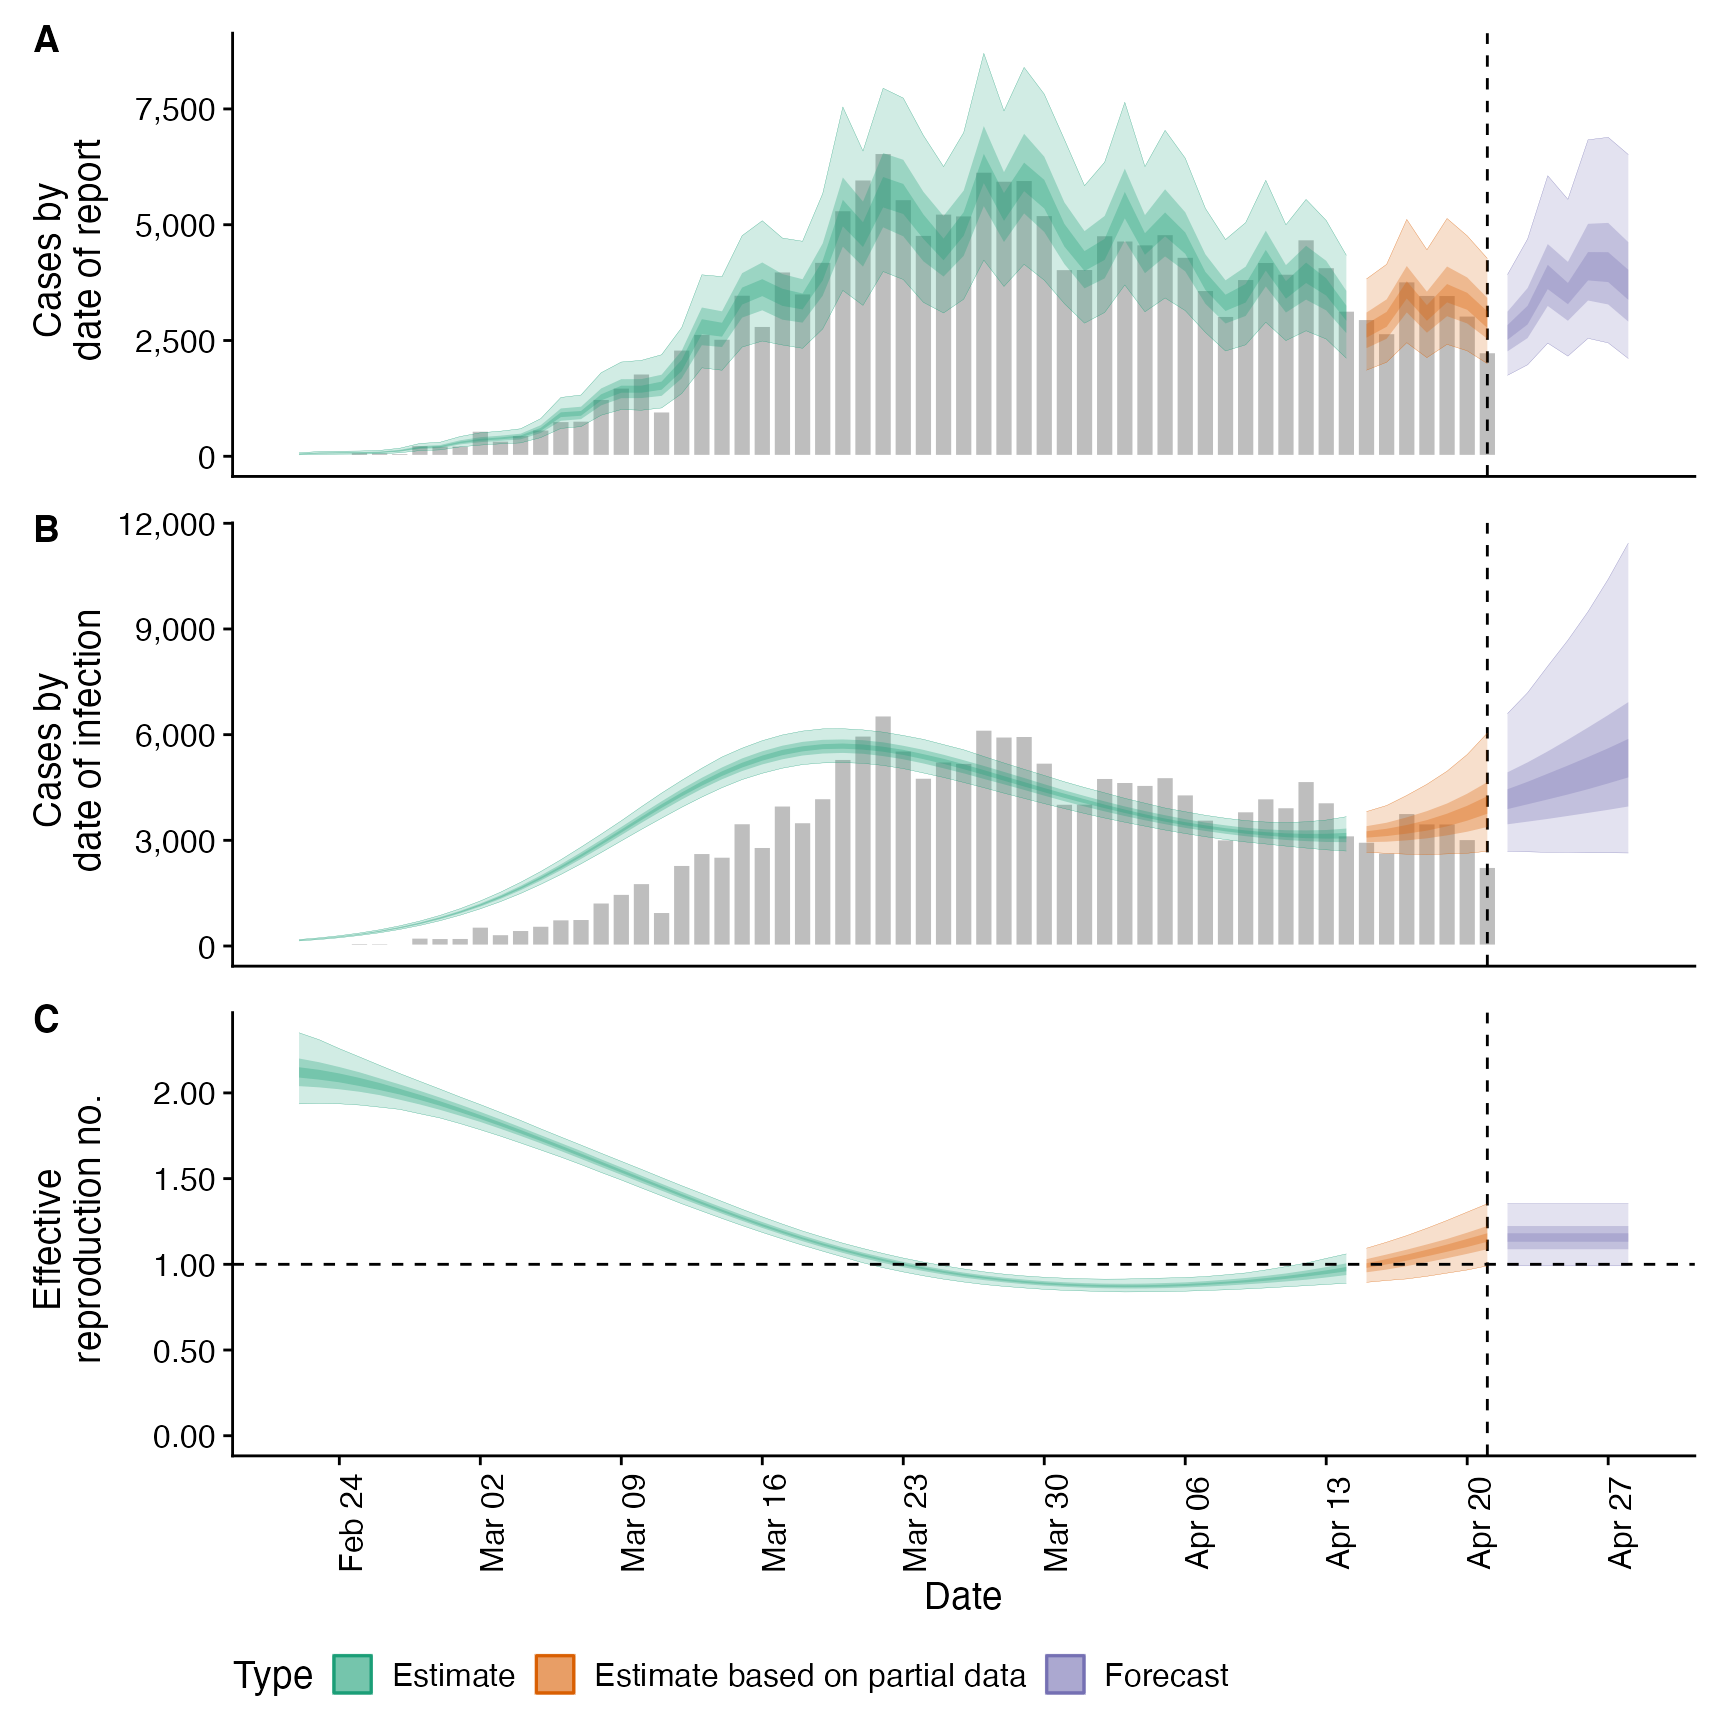 A
Cases by
date of report
7,500
5,000
2,500
0
B
Cases by
date of infection
12,000
9,000
6,000
3,000
0
C
Effective
reproduction no.
2.00
1.50
1.00
0.50
0.00
Feb 24
Mar 02
Mar 09
Mar 16
Mar 23
Mar 30
Apr 06
Apr 13
Apr 20
Apr 27
Date
Type Estimate Estimate based on partial data Forecast